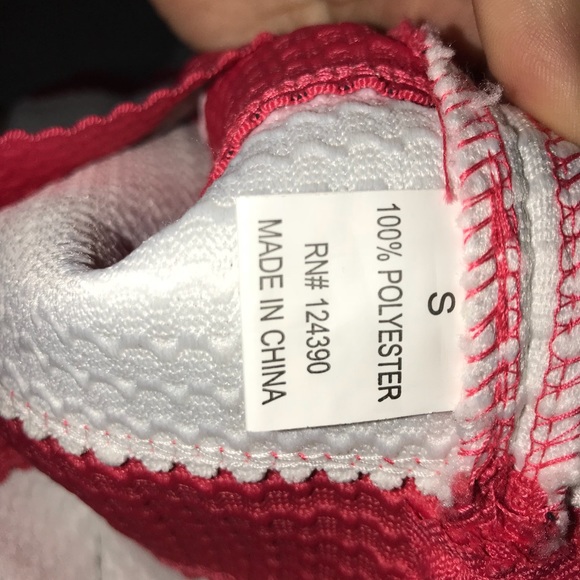 S
100% POLYESTER
RN# 124390
MADE IN CHINA